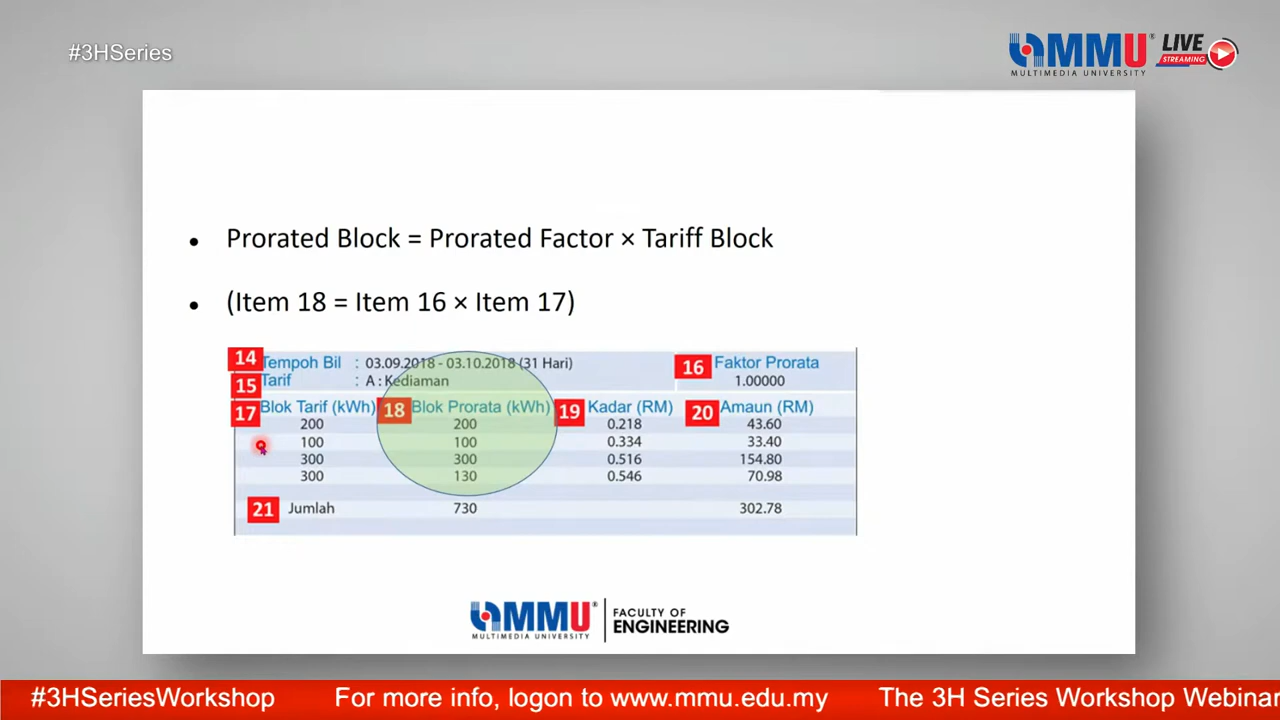 #3HSeries
MMU
MULTIMEDIA UNIVERSITY
LIVE
STREAMING
• Prorated Block = Prorated Factor × Tariff Block
• (Item 18 = Item 16 × Item 17)
14 Tempoh Bil : 03.09.2018 - 03.10.2018 (31 Hari) 16 Faktor Prorata
15 Tarif : A : Kediaman 1.00000
17 Blok Tarif (kWh) 18 Blok Prorata (kWh) 19 Kadar (RM) 20 Amaun (RM)
200 200 0.218 43.60
100 100 0.334 33.40
300 300 0.516 154.80
300 130 0.546 70.98
21 Jumlah 730 302.78
MMU
MULTIMEDIA UNIVERSITY
FACULTY OF
ENGINEERING
#3HSeriesWorkshop For more info, logon to www.mmu.edu.my The 3H Series Workshop Webinar